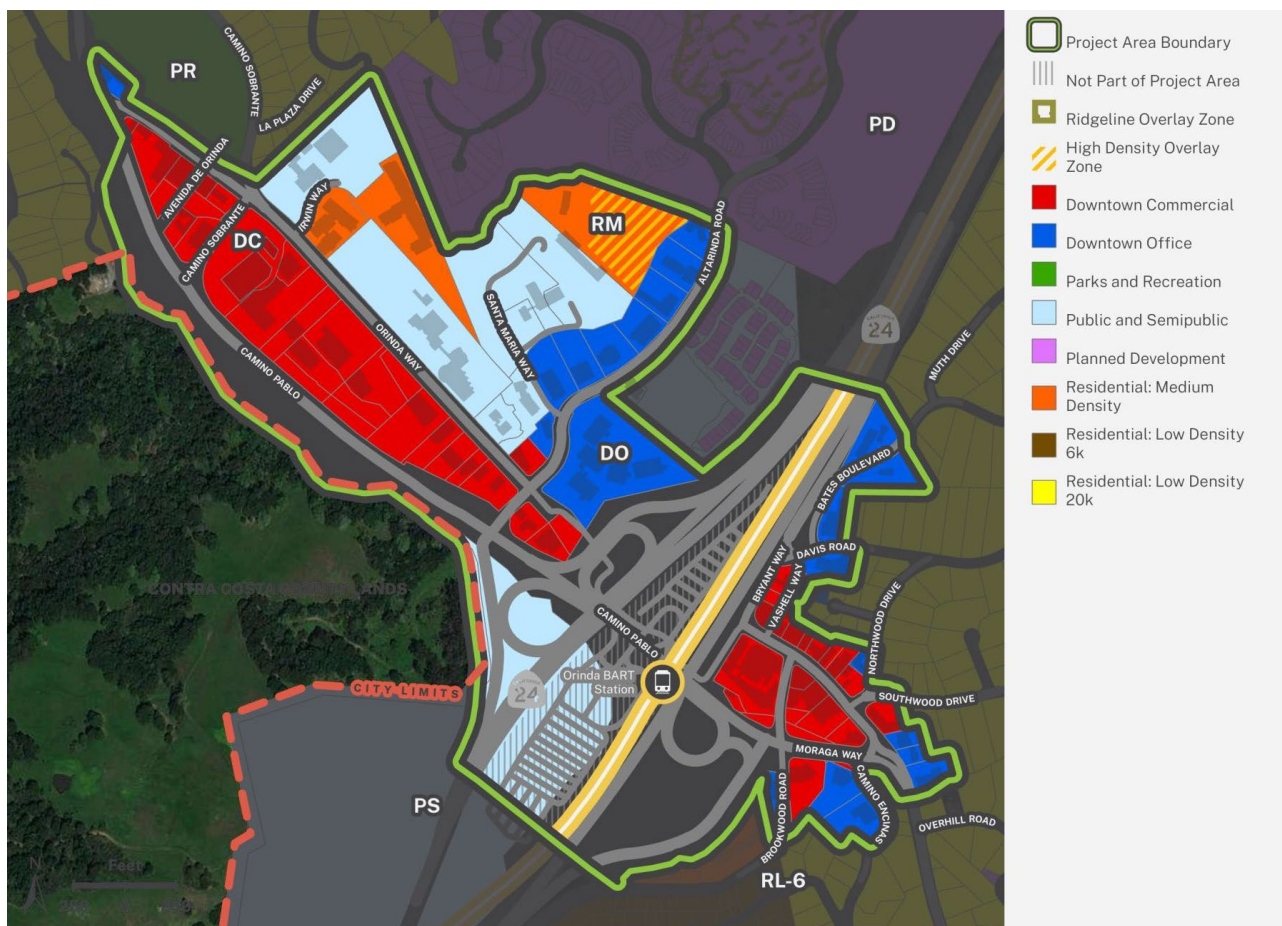 PR
CAMINO SOBRANTE
LA PLAZA DRIVE
AVENIDA DE ORINDA
IRWIN WAY
DC
CAMINO SOBRANTE
RM
PD
ALTARINDA ROAD
CALIFORNIA
24
MUTH DRIVE
SANTA MARIA WAY
ORINDA WAY
CAMINO PABLO
DO
BATES BOULEVARD
DAVIS ROAD
BRYANT WAY
VASHELL WAY
NORTHWOOD DRIVE
CAMINO PABLO
Orinda BART
Station
CITY LIMITS
24
SOUTHWOOD DRIVE
MORAGA WAY
CAMINO ENCINAS
OVERHILL ROAD
BROOKWOOD ROAD
PS
RL-6
N
Feet
Project Area Boundary
Not Part of Project Area
Ridgeline Overlay Zone
High Density Overlay
Zone
Downtown Commercial
Downtown Office
Parks and Recreation
Public and Semipublic
Planned Development
Residential: Medium
Density
Residential: Low Density
6k
Residential: Low Density
20k